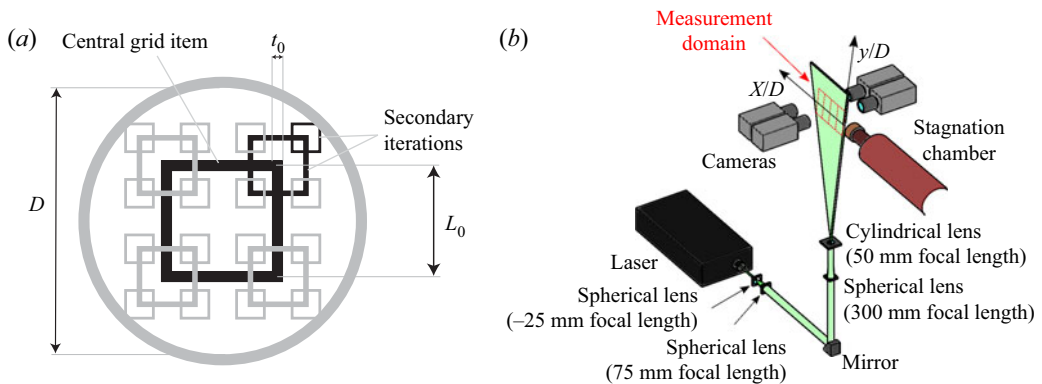 (a)
Central grid item
t0
Secondary
iterations
D
L0
(b)
Measurement
domain
y/D
X/D
Cameras
Stagnation
chamber
Laser
Cylindrical lens
(50 mm focal length)
Spherical lens
(–25 mm focal length)
Spherical lens
(300 mm focal length)
Spherical lens
(75 mm focal length)
Mirror